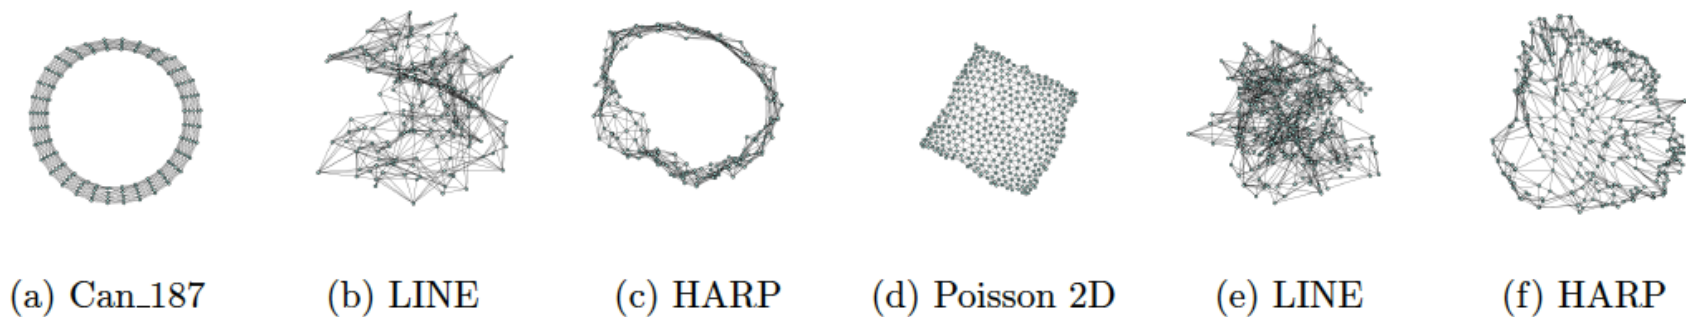 (a) Can_187 (b) LINE (c) HARP (d) Poisson 2D (e) LINE (f) HARP